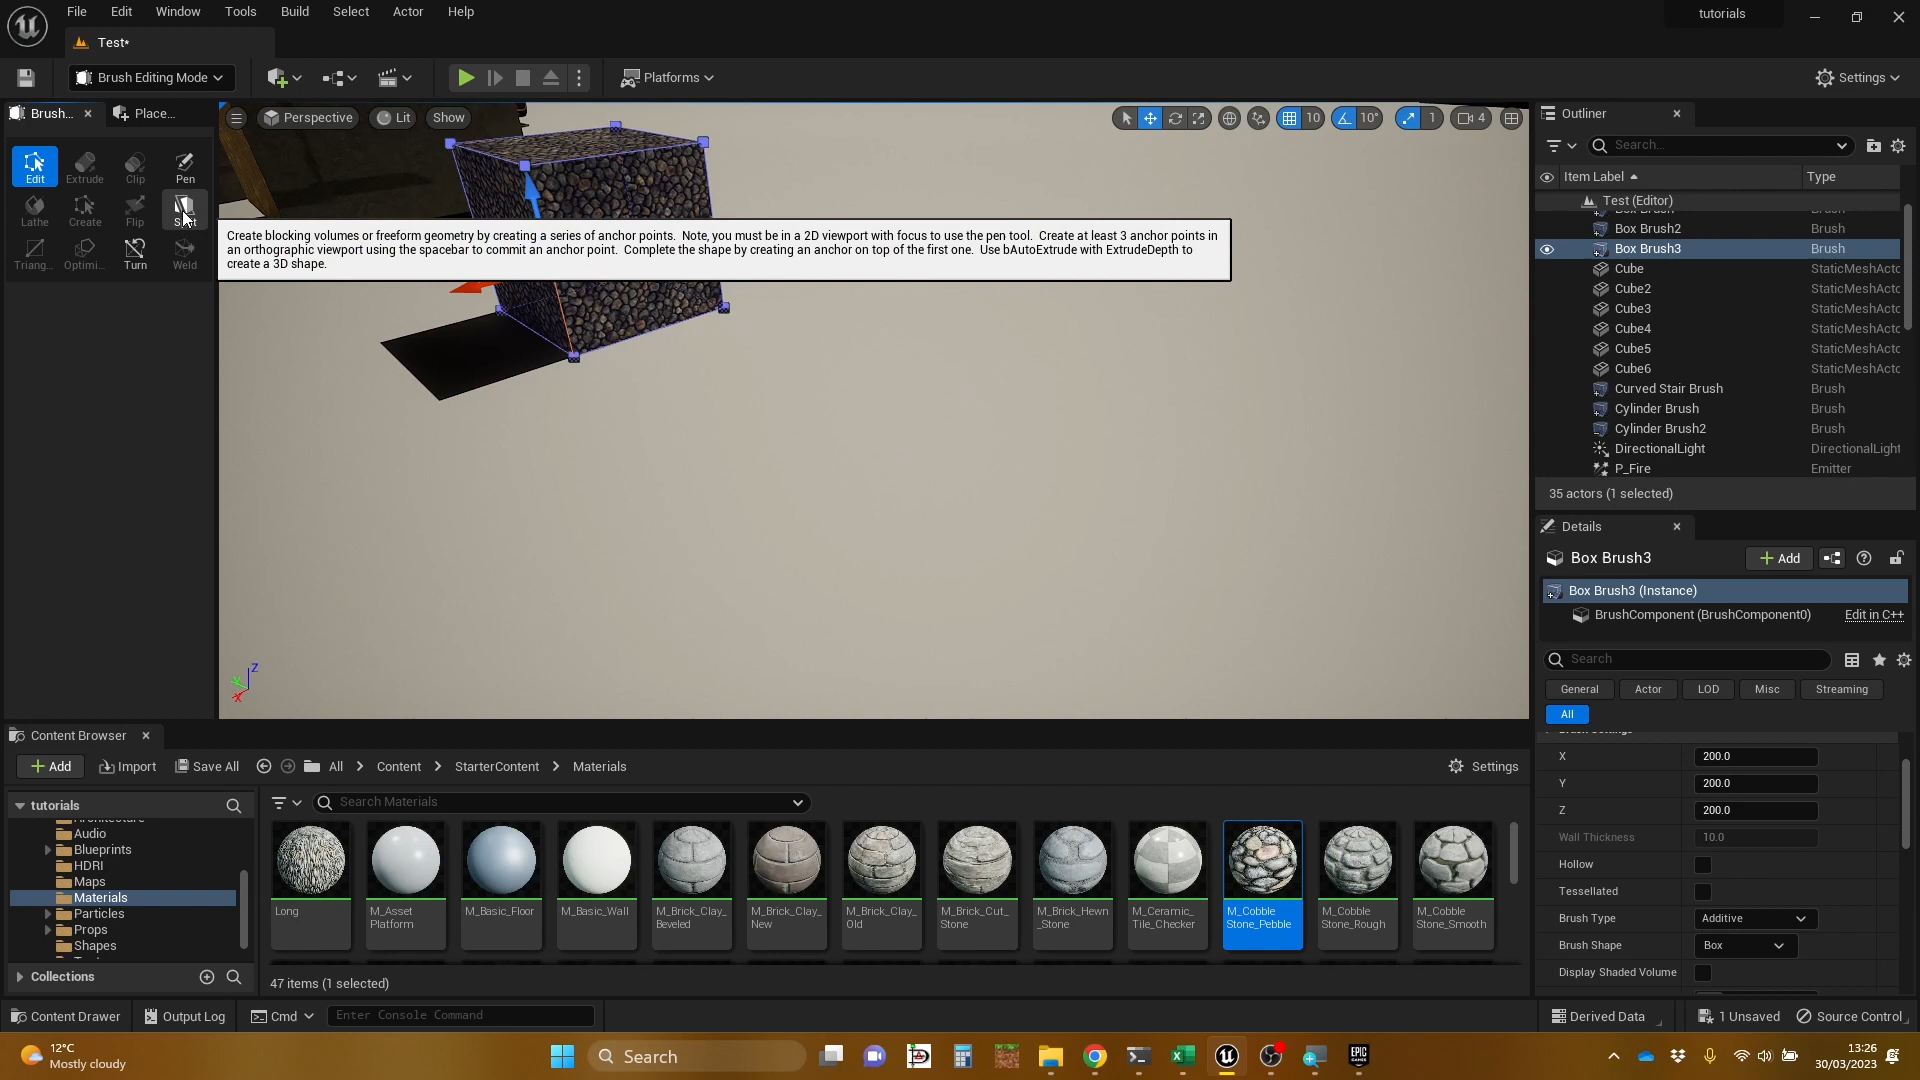 File Edit Window Tools Build Select Actor Help
tutorials
Test*
Brush Editing Mode
Platforms
Settings
Brush... Place...
Perspective Lit Show
10 10° 1 4
Outliner
Edit Extrude Clip Pen
Search...
Item Label Type
Lathe Create Flip
Test (Editor)
Box Brush2 Brush
Create blocking volumes or freeform geometry by creating a series of anchor points. Note, you must be in a 2D viewport with focus to use the pen tool. Create at least 3 anchor points in
an orthographic viewport using the spacebar to commit an anchor point. Complete the shape by creating an anchor on top of the first one. Use bAutoExtrude with ExtrudeDepth to
create a 3D shape.
Box Brush3 Brush
Triang... Optimi... Turn Weld
Cube StaticMeshActo
Cube2 StaticMeshActo
Cube3 StaticMeshActo
Cube4 StaticMeshActo
Cube5 StaticMeshActo
Cube6 StaticMeshActo
Curved Stair Brush Brush
Cylinder Brush Brush
Cylinder Brush2 Brush
DirectionalLight DirectionalLight
P_Fire Emitter
35 actors (1 selected)
Details
Box Brush3 Add
Box Brush3 (Instance)
BrushComponent (BrushComponent0) Edit in C++
Search
General Actor LOD Misc Streaming
All
X 200.0
Y 200.0
Z 200.0
Wall Thickness 10.0
Hollow
Tessellated
Brush Type Additive
Brush Shape Box
Display Shaded Volume
Z
X
Content Browser
Add Import Save All All Content StarterContent Materials Settings
tutorials
Search Materials
Audio
Blueprints
HDRI
Maps
Materials
Particles
Props
Shapes
Collections
Long
M_Asset
Platform
M_Basic_Floor
M_Basic_Wall
M_Brick_Clay_
Beveled
M_Brick_Clay_
New
M_Brick_Clay_
Old
M_Brick_Cut_
Stone
M_Brick_Hewn
_Stone
M_Ceramic_
Tile_Checker
M_Cobble
Stone_Pebble
M_Cobble
Stone_Rough
M_Cobble
Stone_Smooth
47 items (1 selected)
Content Drawer Output Log Cmd Enter Console Command Derived Data 1 Unsaved Source Control
12°C
Mostly cloudy
Search
EPIC
GAMES
13:26
30/03/2023